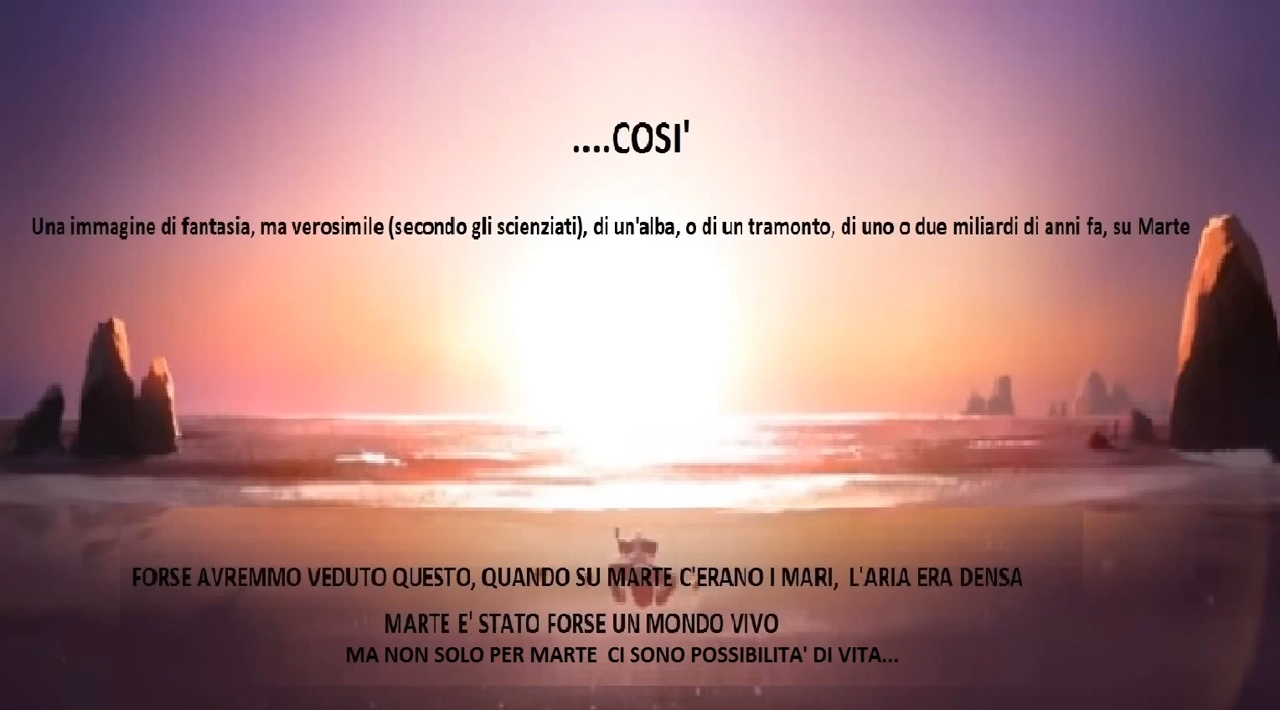 ....COSI'
Una immagine di fantasia, ma verosimile (secondo gli scienziati), di un'alba, o di un tramonto, di uno o due miliardi di anni fa, su Marte
FORSE AVREMMO VEDUTO QUESTO, QUANDO SU MARTE C'ERANO I MARI, L'ARIA ERA DENSA
MARTE E' STATO FORSE UN MONDO VIVO
MA NON SOLO PER MARTE CI SONO POSSIBILITA' DI VITA...